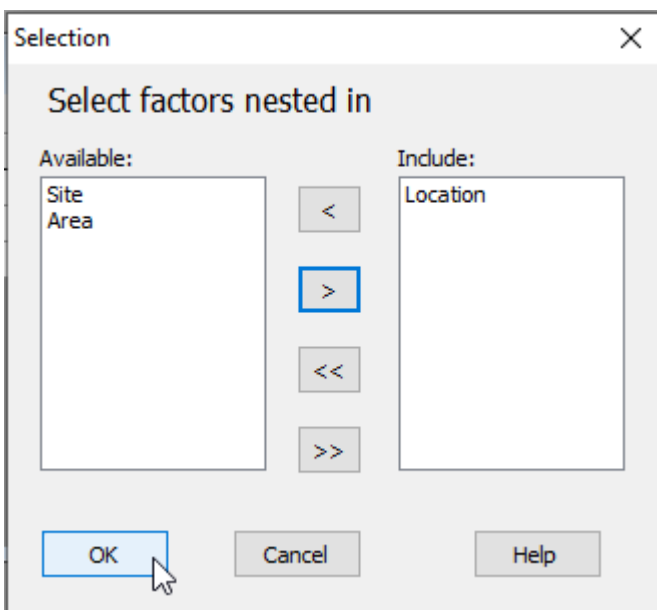 Selection
Select factors nested in
Available:
Include:
Site
Area
Location
<
>
<<
>>
OK
Cancel
Help